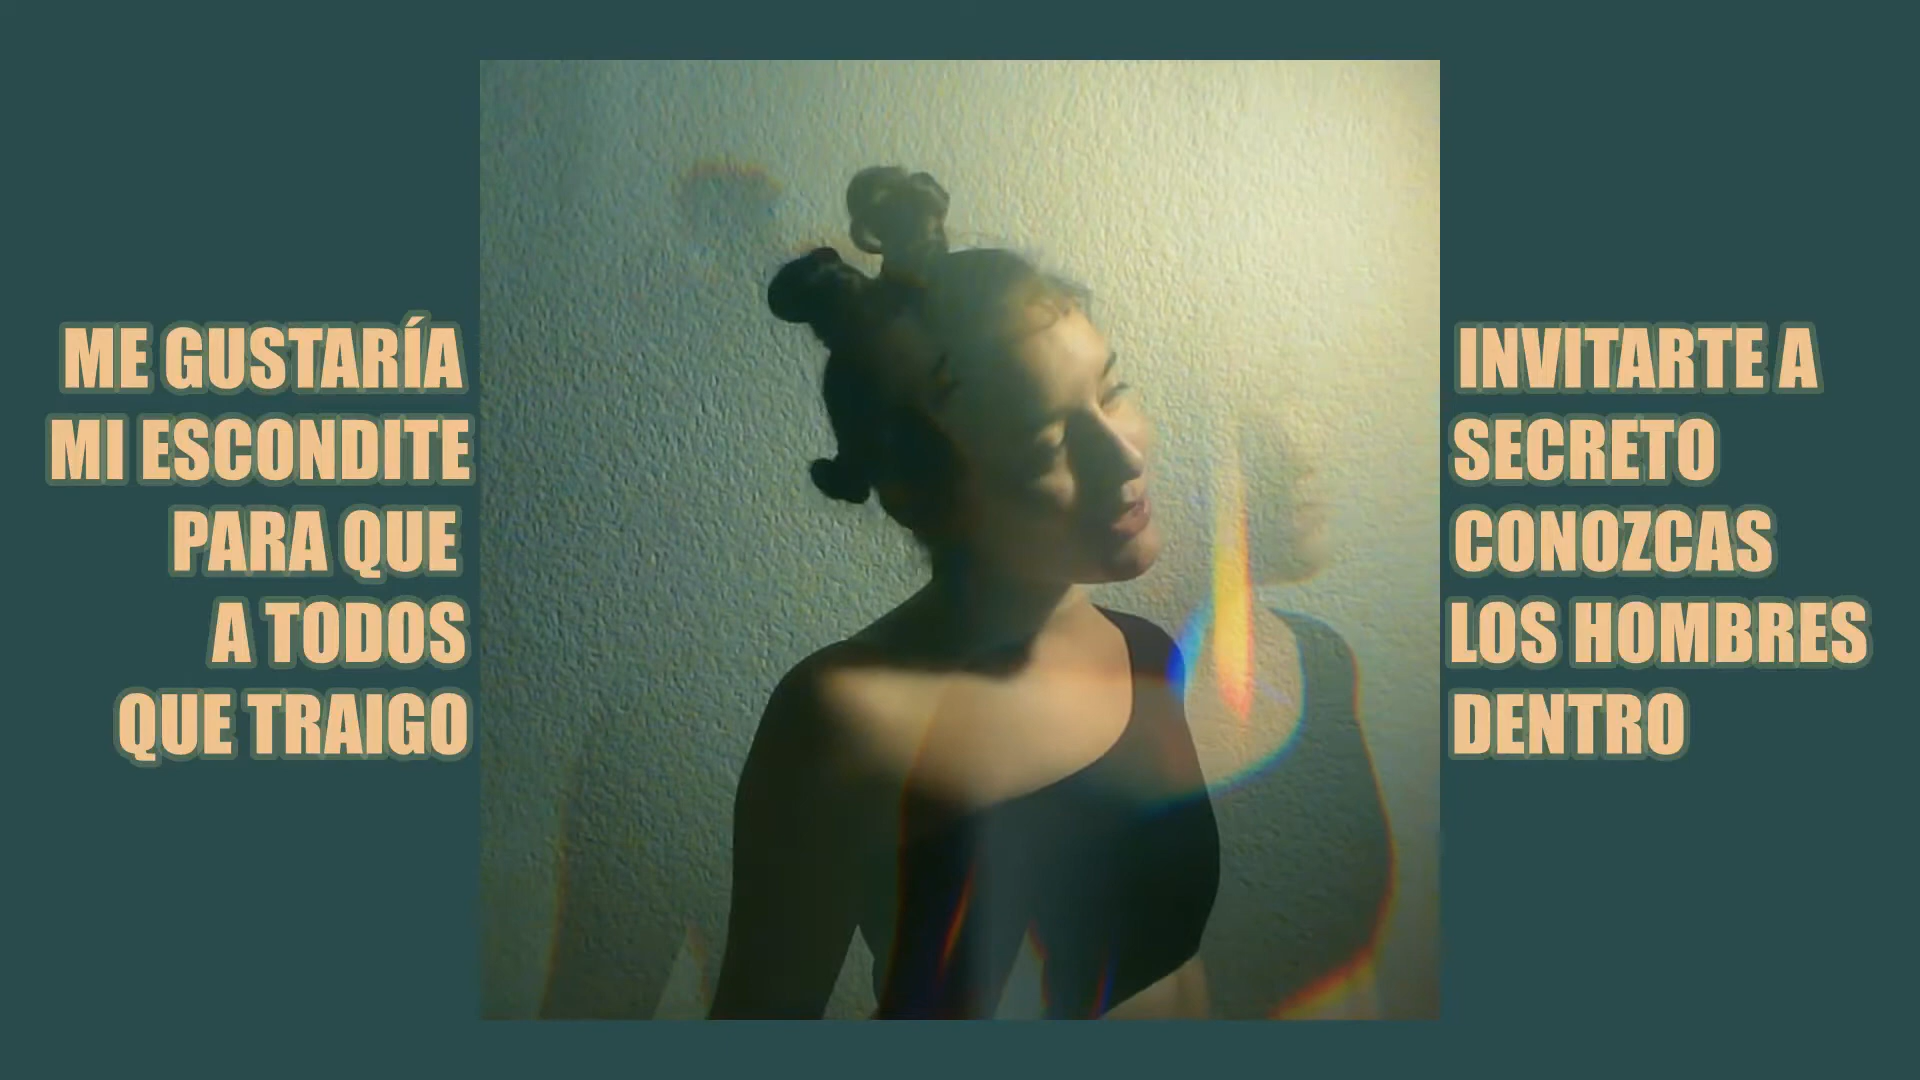 ME GUSTARÍA INVITARTE A
MI ESCONDITE SECRETO
PARA QUE CONOZCAS
A TODOS LOS HOMBRES
QUE TRAIGO DENTRO